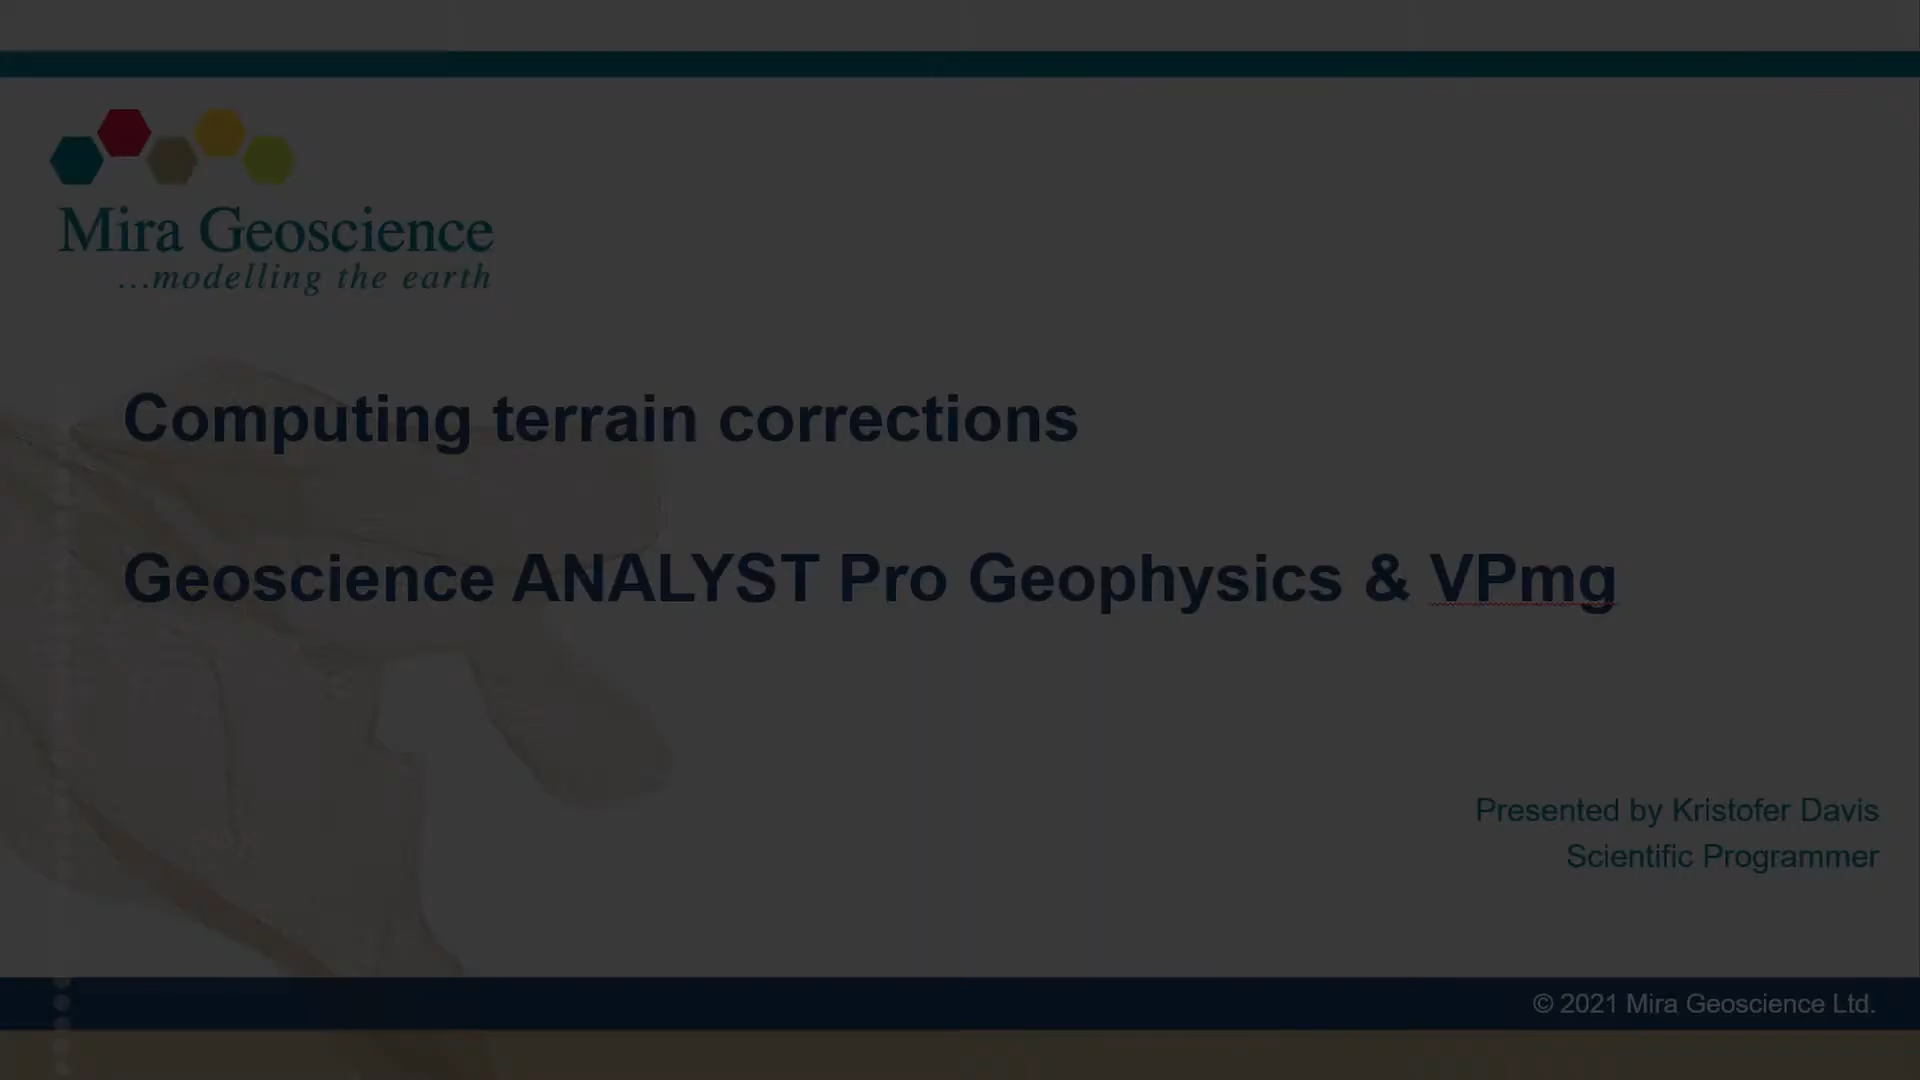 Mira Geoscience
...modelling the earth
Computing terrain corrections
Geoscience ANALYST Pro Geophysics & VPmg
Presented by Kristofer Davis
Scientific Programmer
© 2021 Mira Geoscience Ltd.